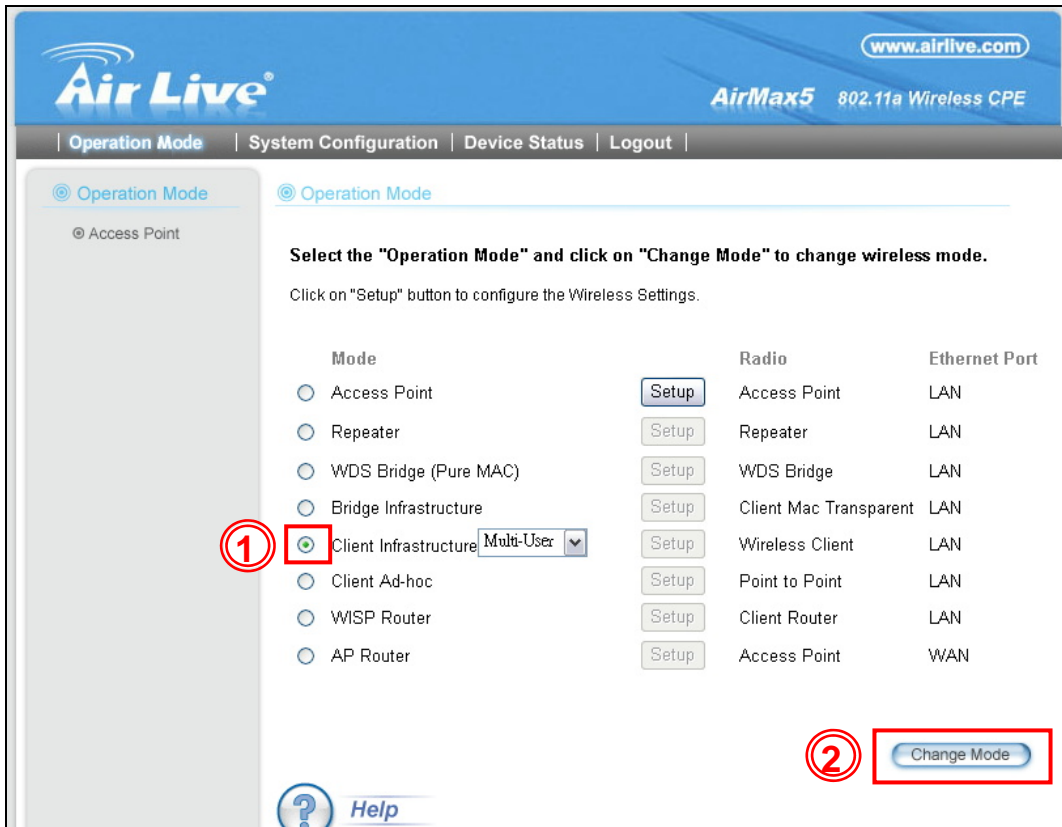 www.airlive.com
Air Live®
AirMax5 802.11a Wireless CPE
| Operation Mode | System Configuration | Device Status | Logout |
Operation Mode
Access Point
Operation Mode
Select the "Operation Mode" and click on "Change Mode" to change wireless mode.
Click on "Setup" button to configure the Wireless Settings.
Mode Radio Ethernet Port
Access Point Setup Access Point LAN
Repeater Setup Repeater LAN
WDS Bridge (Pure MAC) Setup WDS Bridge LAN
Bridge Infrastructure Setup Client Mac Transparent LAN
1 Client Infrastructure Multi-User Setup Wireless Client LAN
Client Ad-hoc Setup Point to Point LAN
WISP Router Setup Client Router LAN
AP Router Setup Access Point WAN
2 Change Mode
? Help